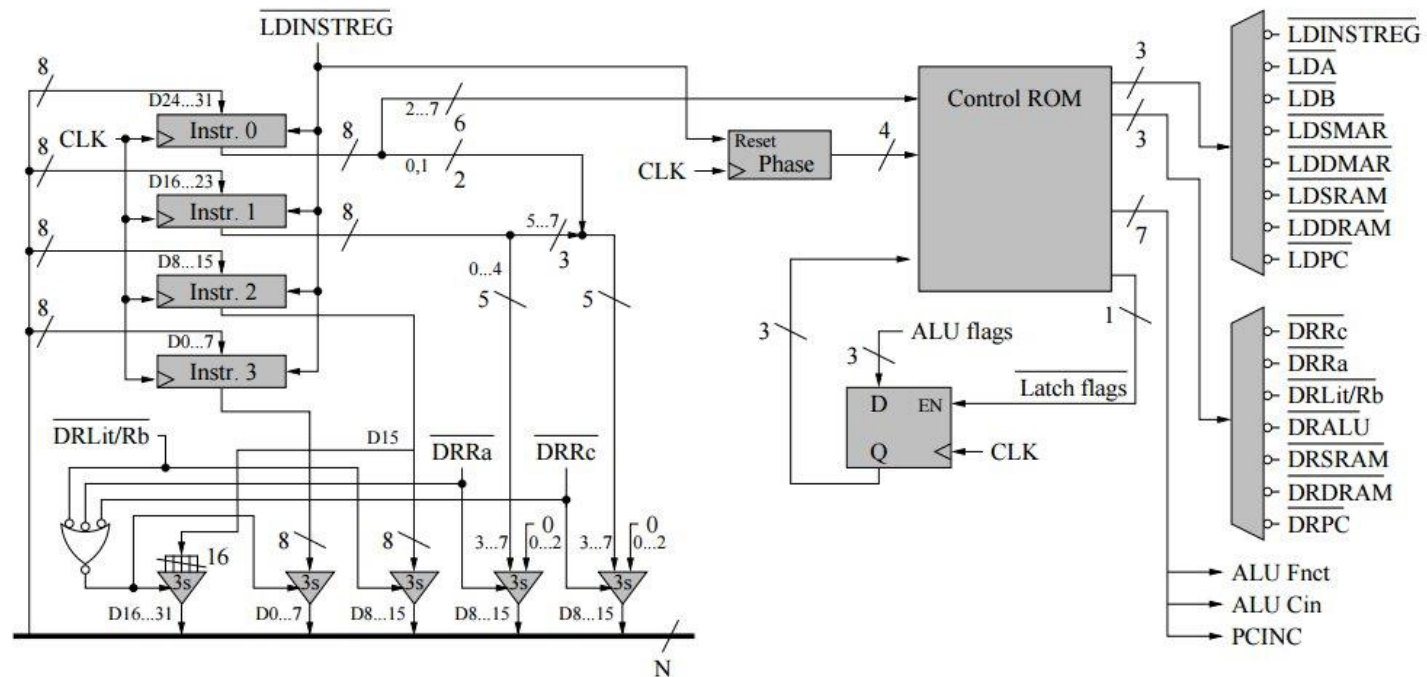 LDINSTREG
8
D24...31
Instr. 0
CLK
8
2...7
6
0,1
2
8
D16...23
Instr. 1
8
5...7
3
0...4
5
5
8
D8...15
Instr. 2
8
D0...7
Instr. 3
DRLit/Rb
D15
DRRa
DRRc
16
8
8
3...7
0
0...2
3...7
0
0...2
3s
3s
3s
3s
3s
D16...31
D0...7
D8...15
D8...15
D8...15
N
Reset
Phase
CLK
4
Control ROM
3
3
7
1
3
ALU flags
3
Latch flags
D
EN
Q
CLK
LDINSTREG
LDA
LDB
LDSMAR
LDDMAR
LDSRAM
LDDRAM
LDPC
DRRc
DRRa
DRLit/Rb
DRALU
DRSRAM
DRDRAM
DRPC
ALU Fnct
ALU Cin
PCINC